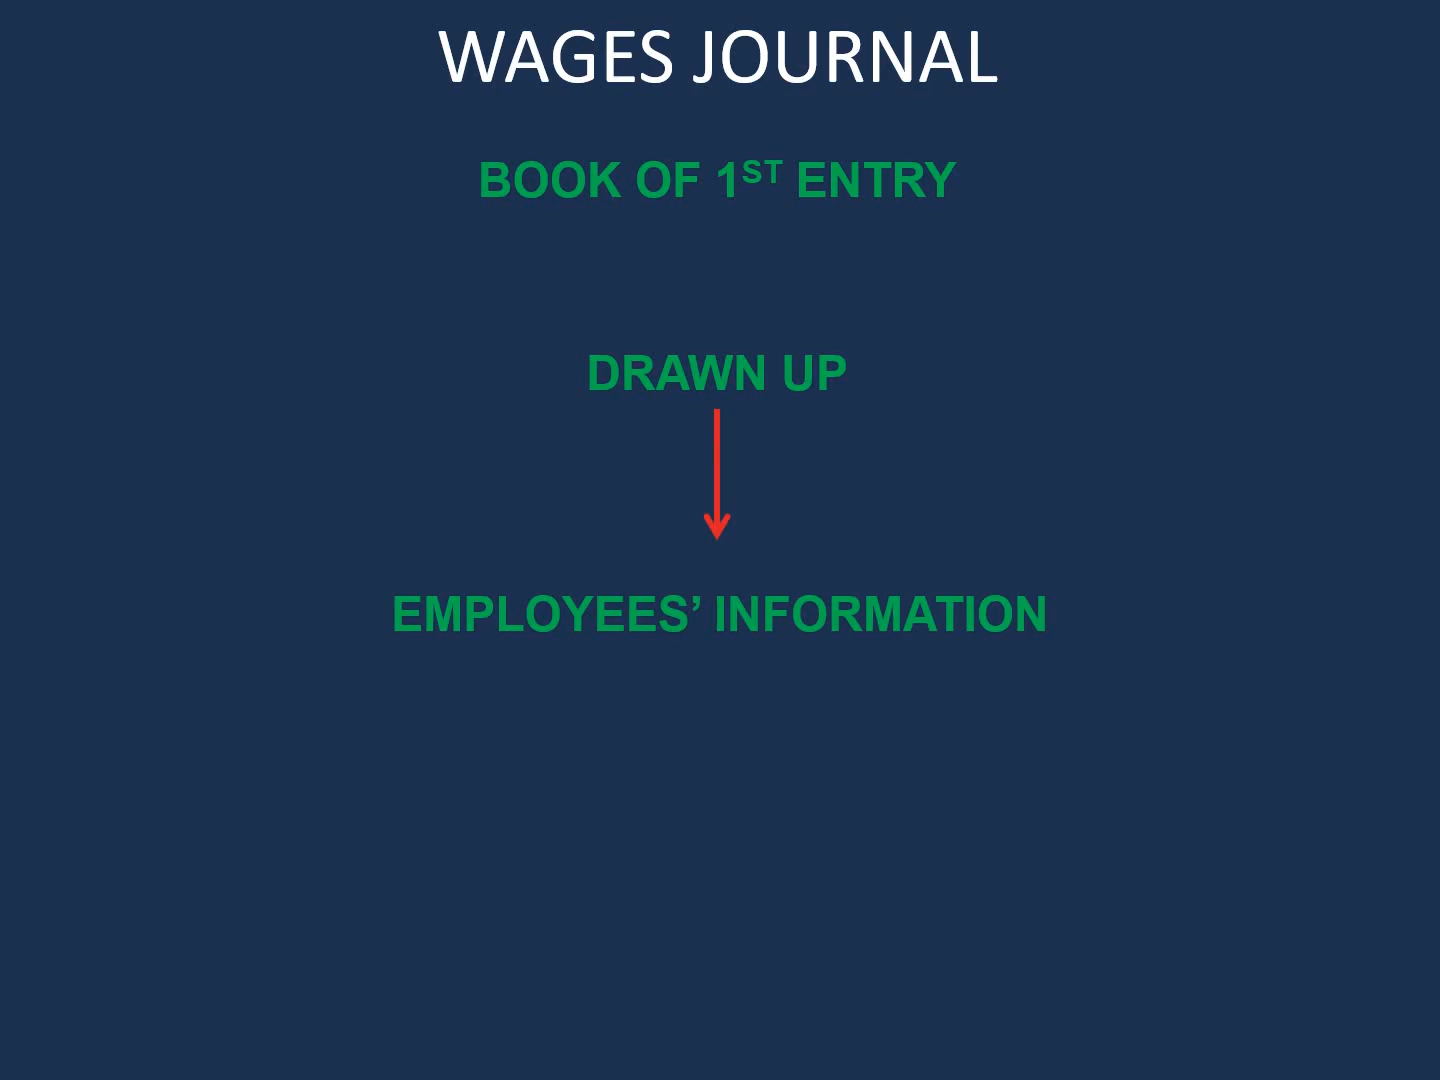 WAGES JOURNAL
BOOK OF 1ST ENTRY
DRAWN UP
EMPLOYEES’ INFORMATION